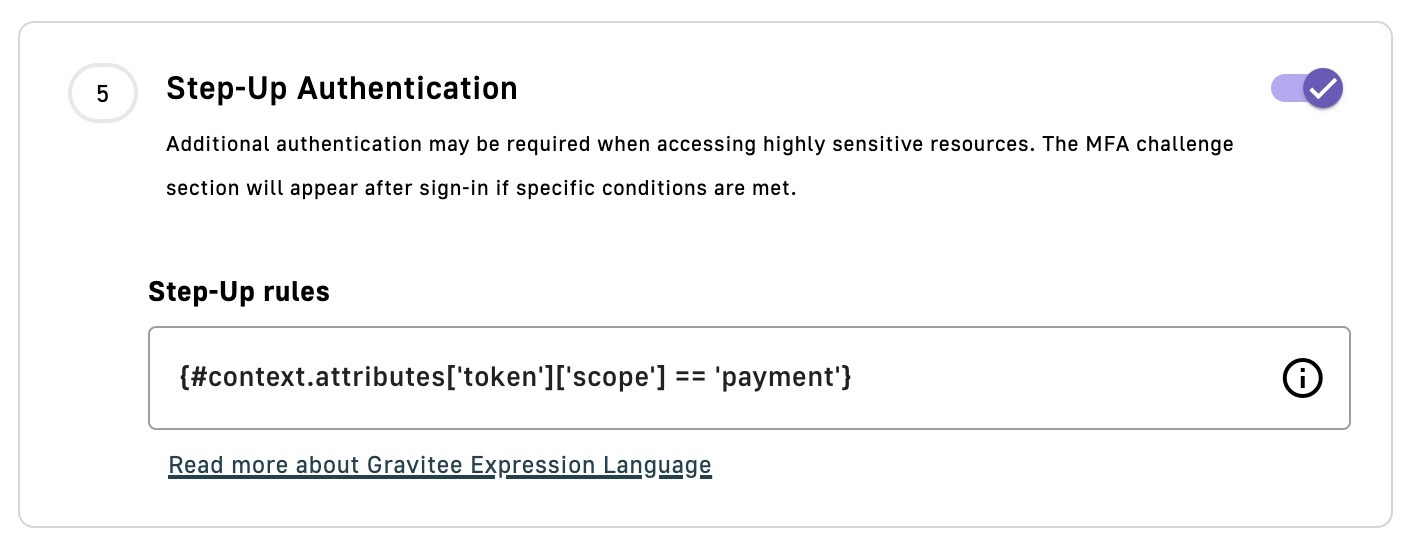 5
Step-Up Authentication
Additional authentication may be required when accessing highly sensitive resources. The MFA challenge
section will appear after sign-in if specific conditions are met.
Step-Up rules
{#context.attributes['token']['scope'] == 'payment'}
Read more about Gravitee Expression Language